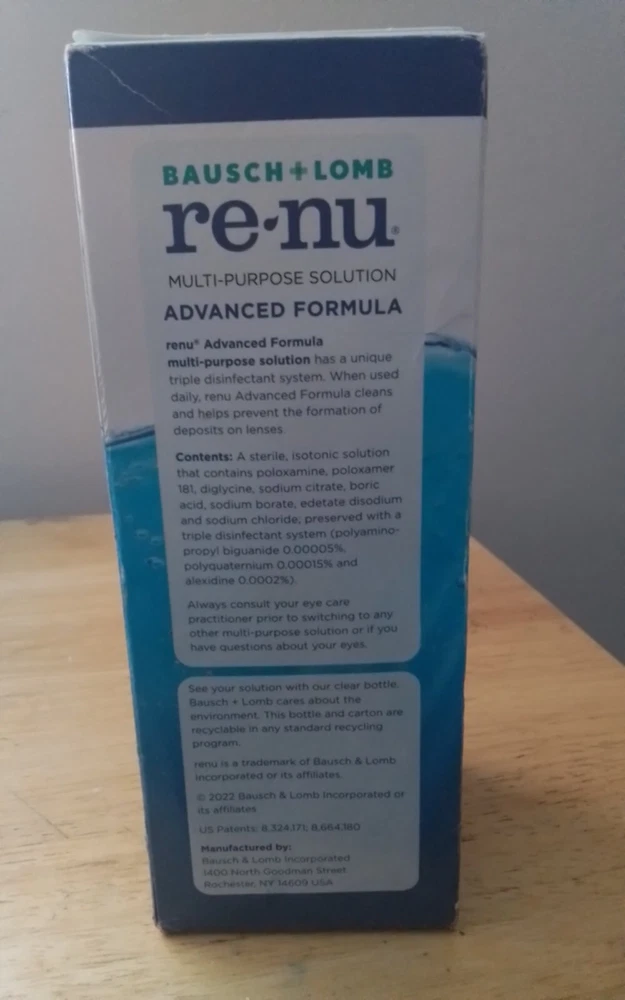 BAUSCH + LOMB
re•nu®
MULTI-PURPOSE SOLUTION
ADVANCED FORMULA
renu® Advanced Formula
multi-purpose solution has a unique
triple disinfectant system. When used
daily, renu Advanced Formula cleans
and helps prevent the formation of
deposits on lenses.
Contents: A sterile, isotonic solution
that contains poloxamine, poloxamer
181, diglycine, sodium citrate, boric
acid, sodium borate, edetate disodium
and sodium chloride; preserved with a
triple disinfectant system (polyamino-
propyl biguanide 0.00005%,
polyquaternium 0.00015% and
alexidine 0.0002%).
Always consult your eye care
practitioner prior to switching to any
other multi-purpose solution or if you
have questions about your eyes.
See your solution with our clear bottle.
Bausch + Lomb cares about the
environment. This bottle and carton are
recyclable in any standard recycling
program.
renu is a trademark of Bausch & Lomb
Incorporated or its affiliates
© 2022 Bausch & Lomb Incorporated or
its affiliates
US Patents: 8,324,171; 8,664,180
Manufactured by:
Bausch & Lomb Incorporated
1400 North Goodman Street
Rochester, NY 14609 USA